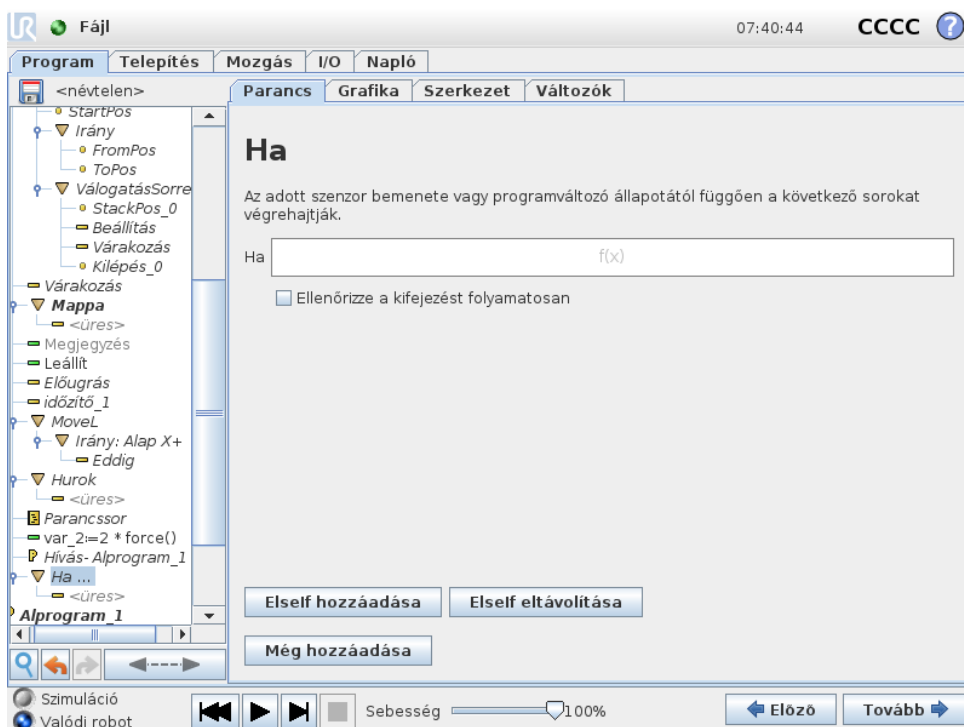 UR Fájl 07:40:44 CCCC ?
Program Telepítés Mozgás I/O Napló
<névtelen>
Parancs Grafika Szerkezet Változók
StartPos
Irány
FromPos
ToPos
VálogatásSorre
StackPos_0
Beállítás
Várakozás
Kilépés_0
Várakozás
Mappa
<üres>
Megjegyzés
Leállít
Előugrás
időzítő_1
MoveL
Irány: Alap X+
Eddig
Hurok
<üres>
Parancssor
var_2:=2 * force()
Hívás- Alprogram_1
Ha ...
<üres>
Alprogram_1
Ha
Az adott szenzor bemenete vagy programváltozó állapotától függően a következő sorokat
végrehajtják.
Ha f(x)
Ellenőrizze a kifejezést folyamatosan
ElseIf hozzáadása ElseIf eltávolítása
Még hozzáadása
Szimuláció
Valódi robot
Sebesség 100%
Előző Tovább